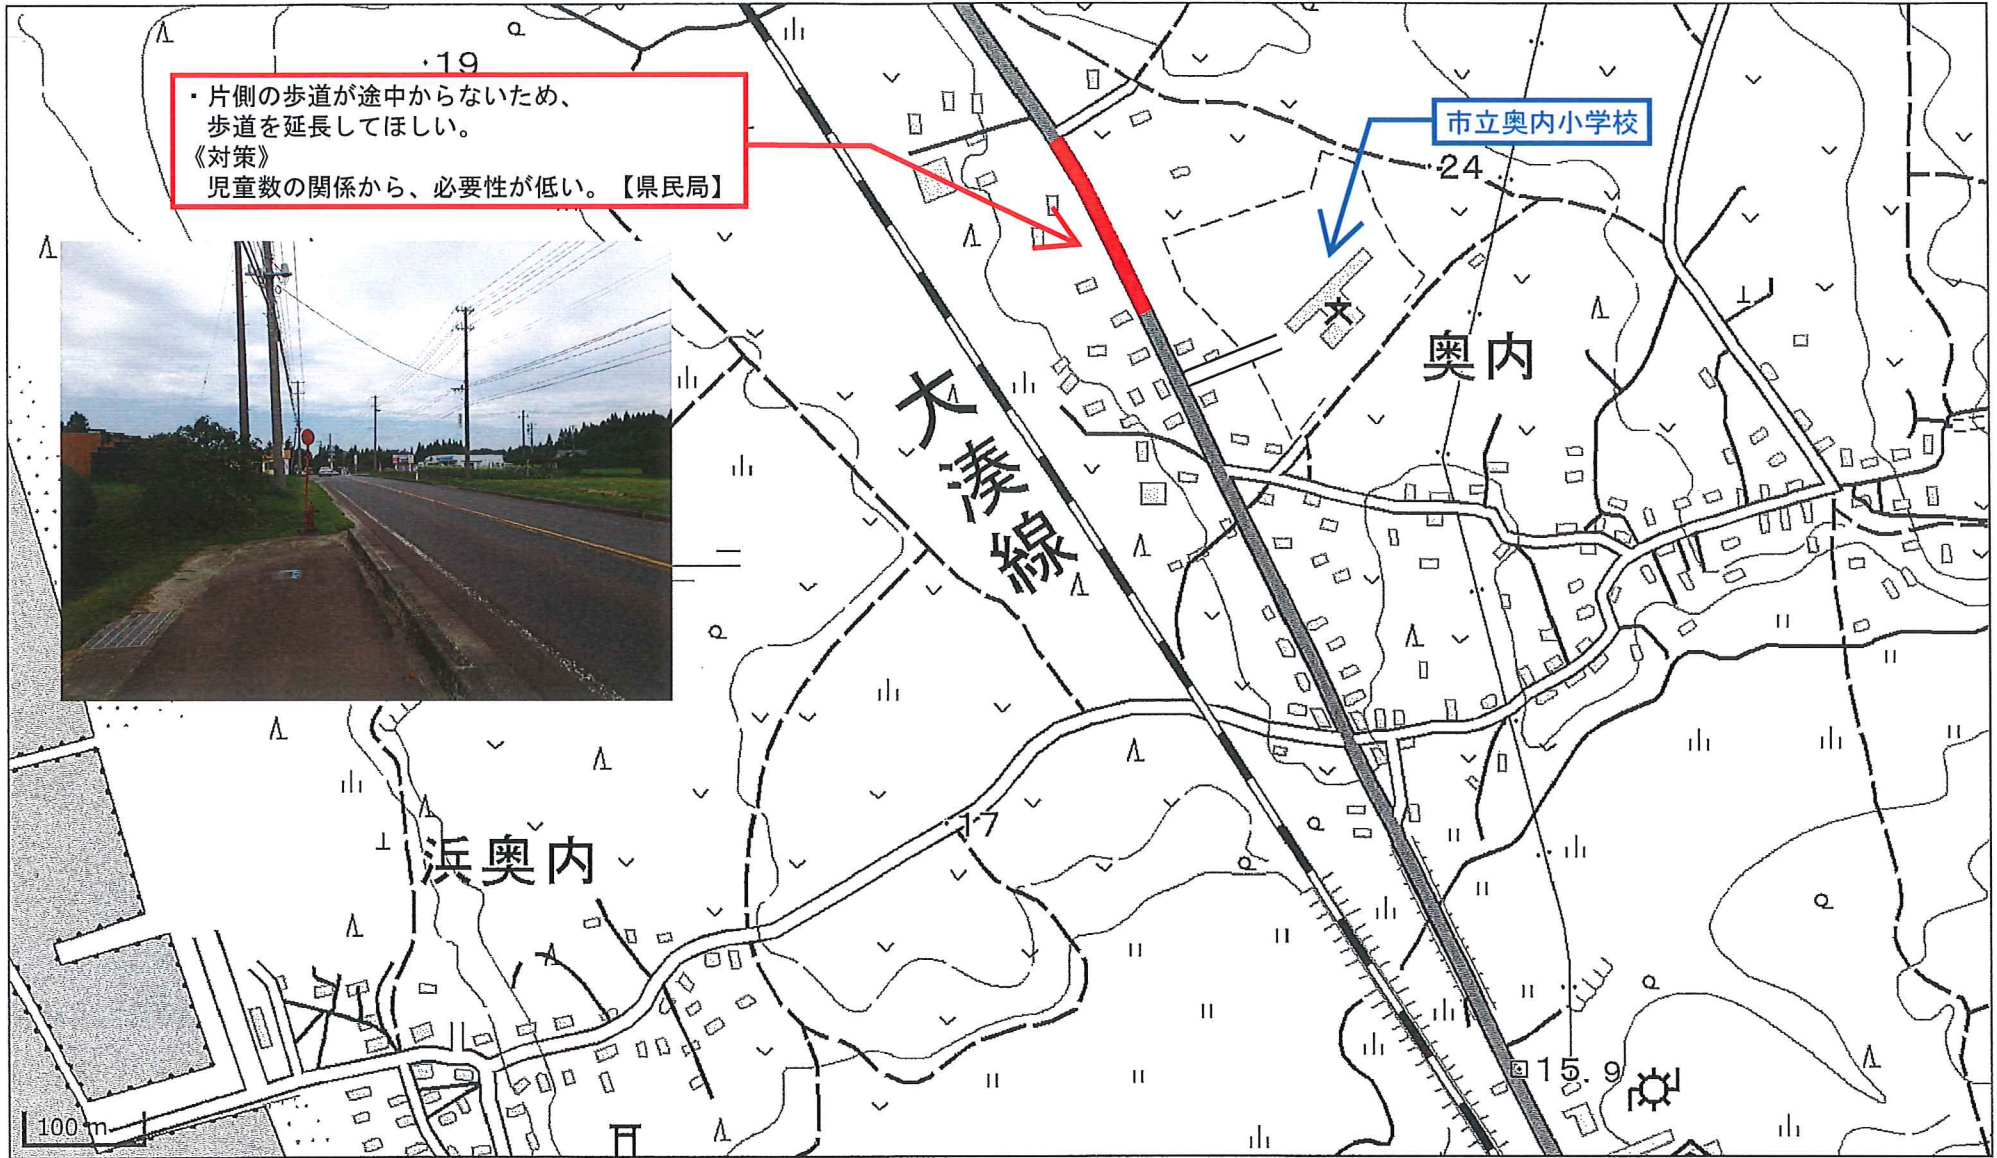 ・19
・片側の歩道が途中からないため、
歩道を延長してほしい。
《対策》
児童数の関係から、必要性が低い。【県民局】
市立奥内小学校
・24
文
奥内
大湊線
・17
浜奥内
15.9
100 m